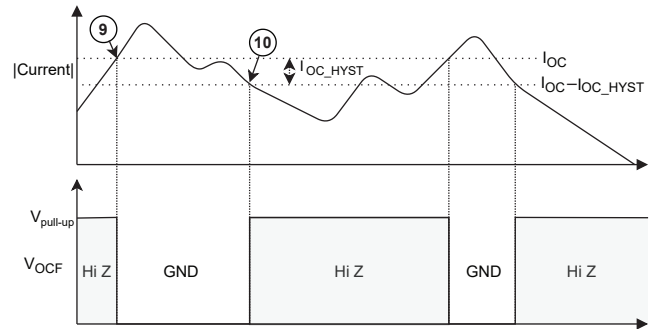 9
10
|Current|
I_OC_HYST
I_OC
I_OC–I_OC_HYST
V_pull-up
V_OCF
Hi Z
GND
Hi Z
GND
Hi Z